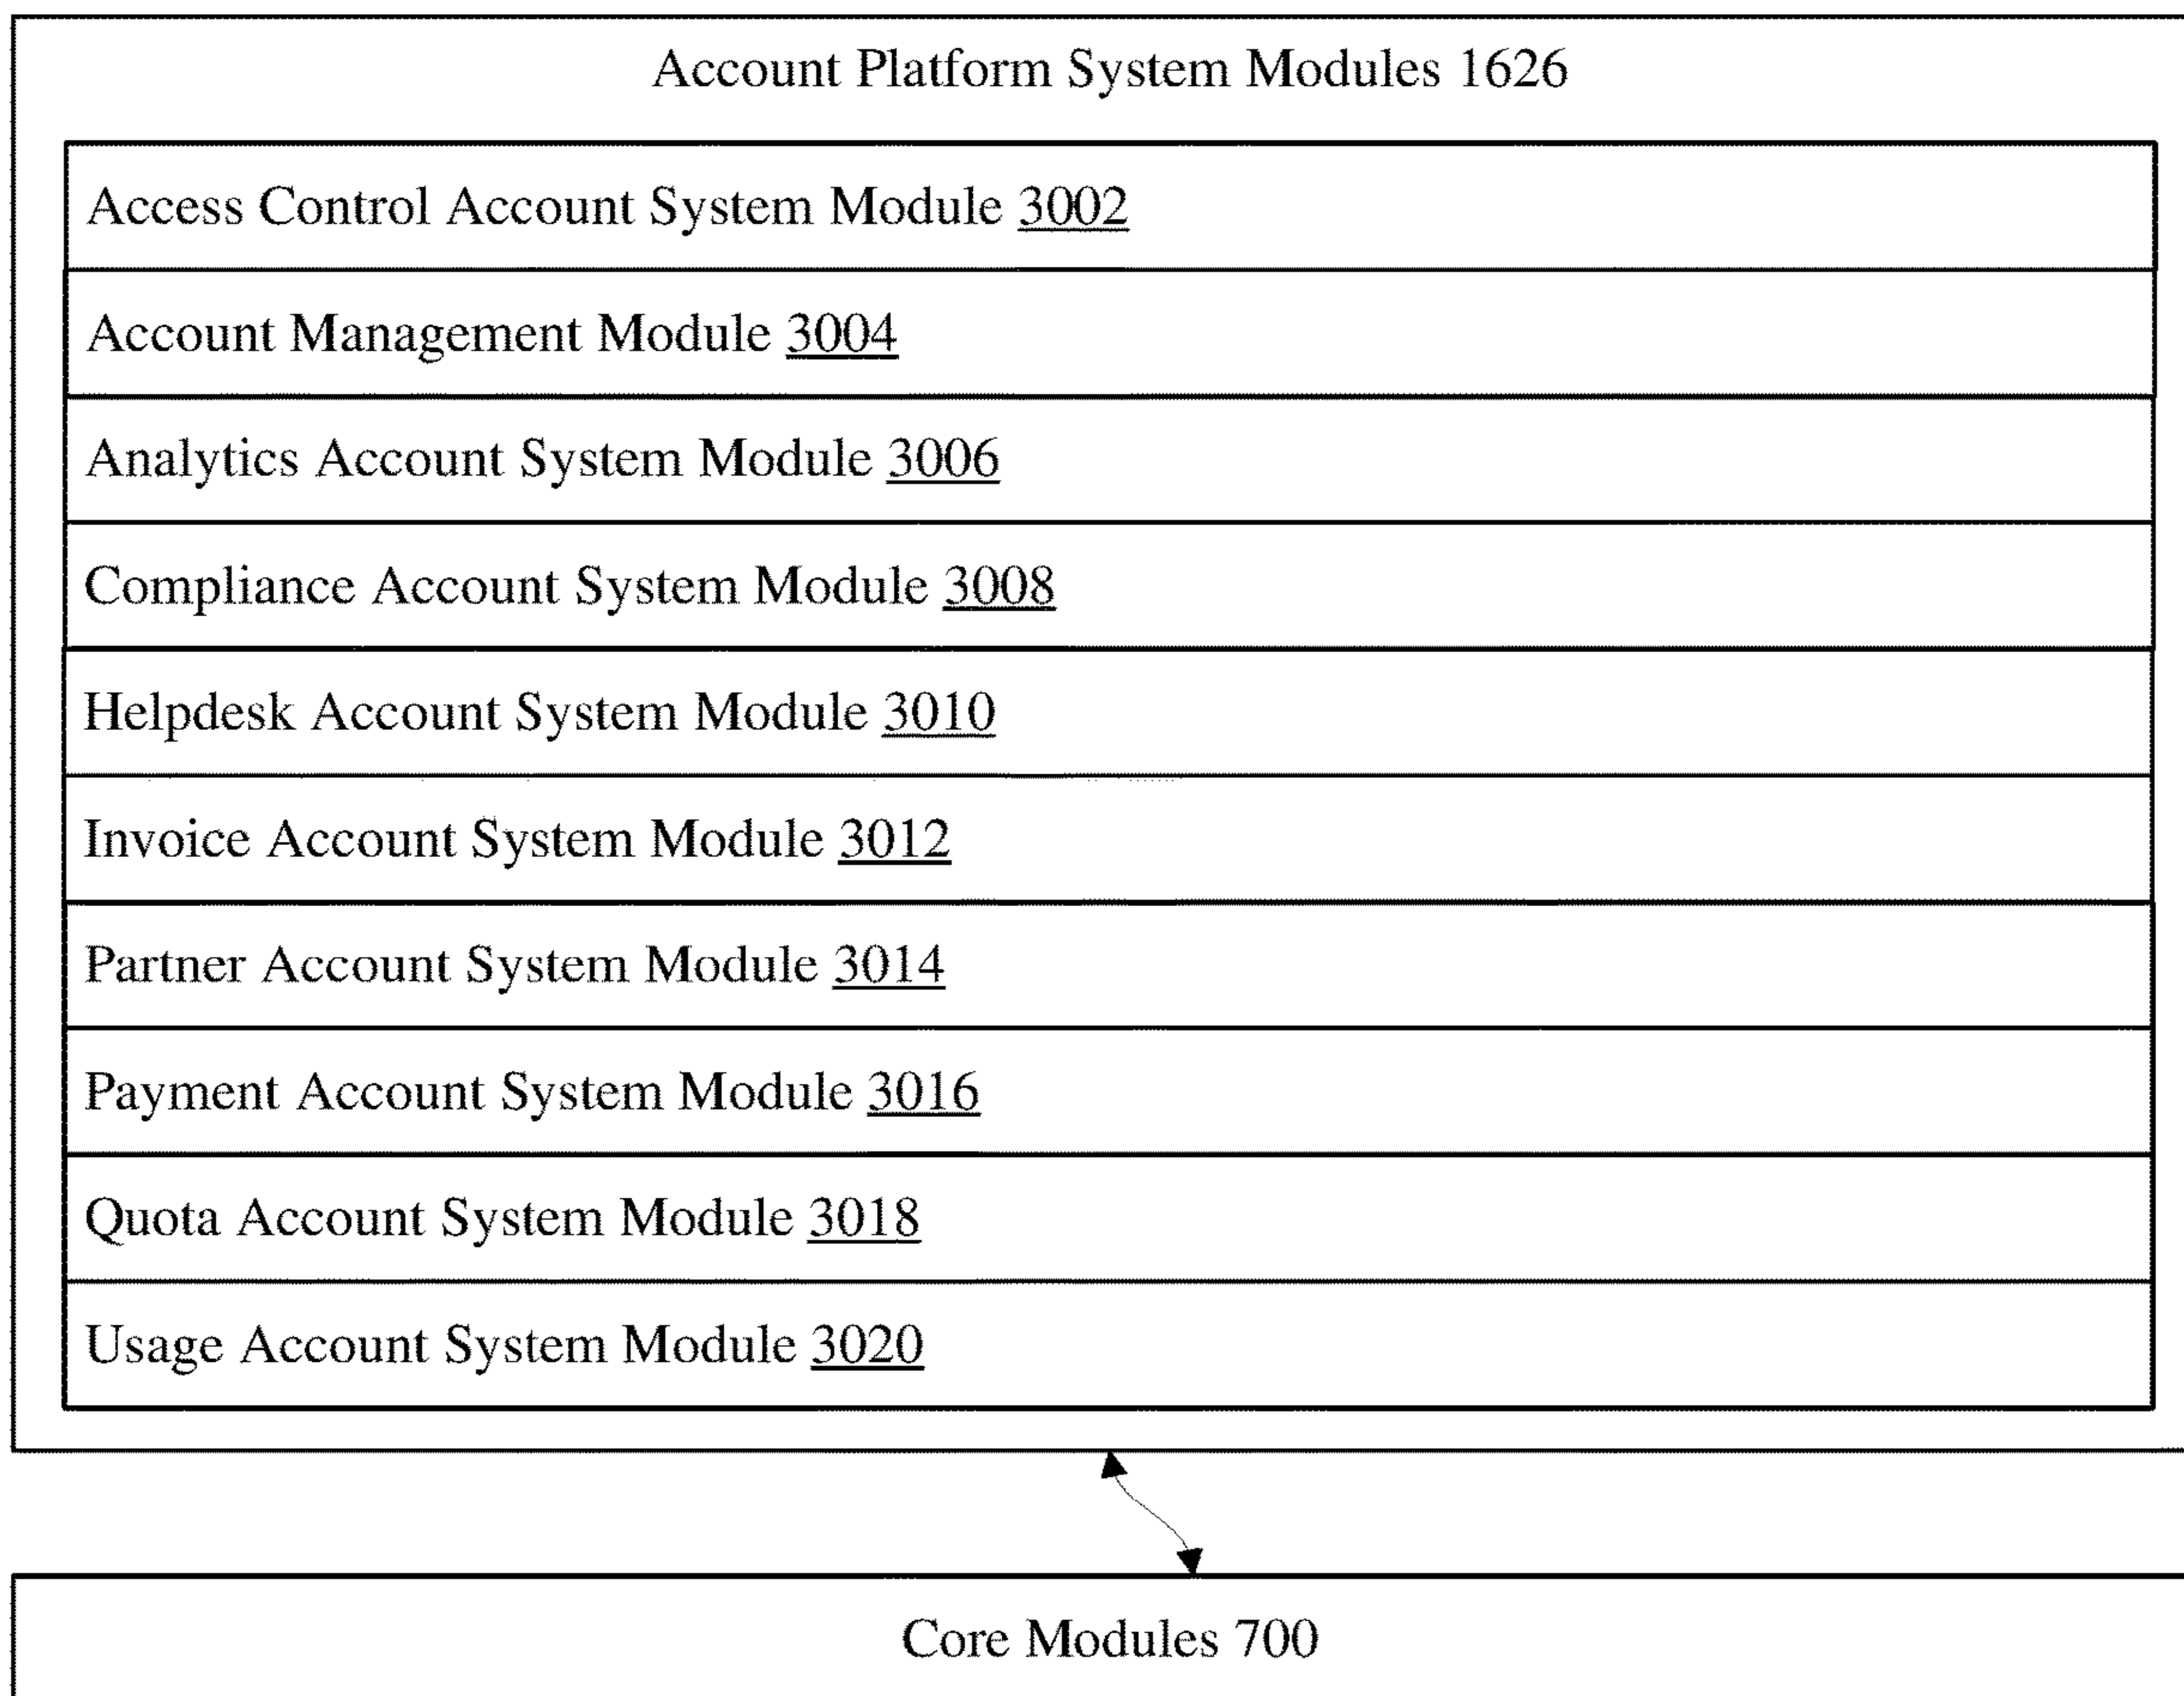 Account Platform System Modules 1626
Access Control Account System Module 3002
Account Management Module 3004
Analytics Account System Module 3006
Compliance Account System Module 3008
Helpdesk Account System Module 3010
Invoice Account System Module 3012
Partner Account System Module 3014
Payment Account System Module 3016
Quota Account System Module 3018
Usage Account System Module 3020
Core Modules 700